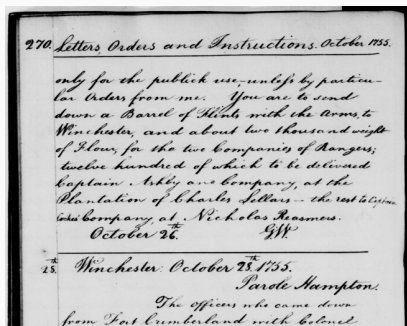 270. Letters, Orders and Instructions. October 1755.
only for the publick use—unless by particu-
lar Orders from me. You are to send
down a Barrel of Flints with the Arms, to
Winchester, and about two thousand weight
of Flour, for the two Companies of Rangers;
twelve hundred of which to be delivered
Captain Ashby and Company, at the
Plantation of Charles Sellars—the rest to Captain
Cockes Company, at Nicholas Reasmers.
October 26th. GW.
28th. Winchester: October 28th, 1755.
Parole Hampton.
The officers who came down
from Fort Cumberland with Colonel